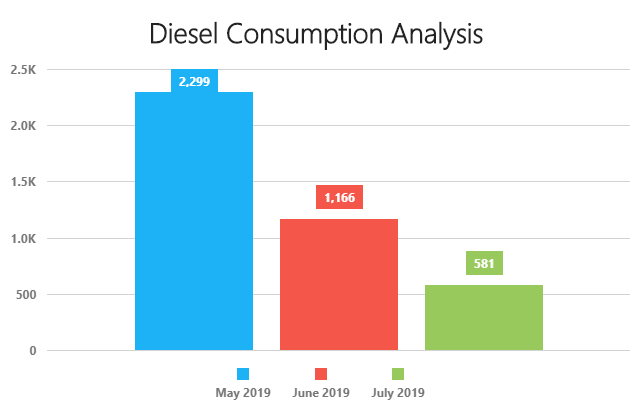 Diesel Consumption Analysis
2.5K
2,299
2.0K
1.5K
1,166
1.0K
581
500
0
May 2019 June 2019 July 2019